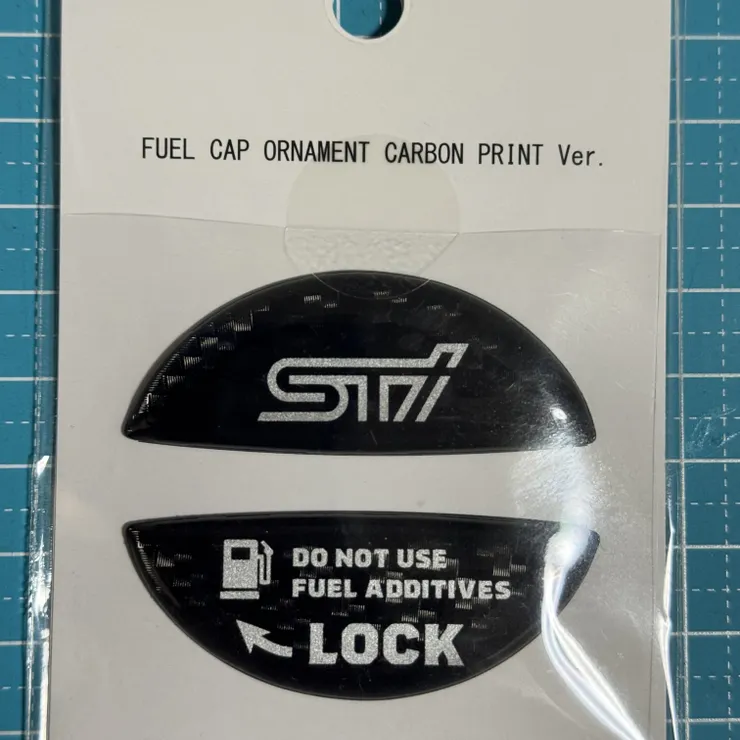 FUEL CAP ORNAMENT CARBON PRINT Ver.
STi
DO NOT USE
FUEL ADDITIVES
LOCK